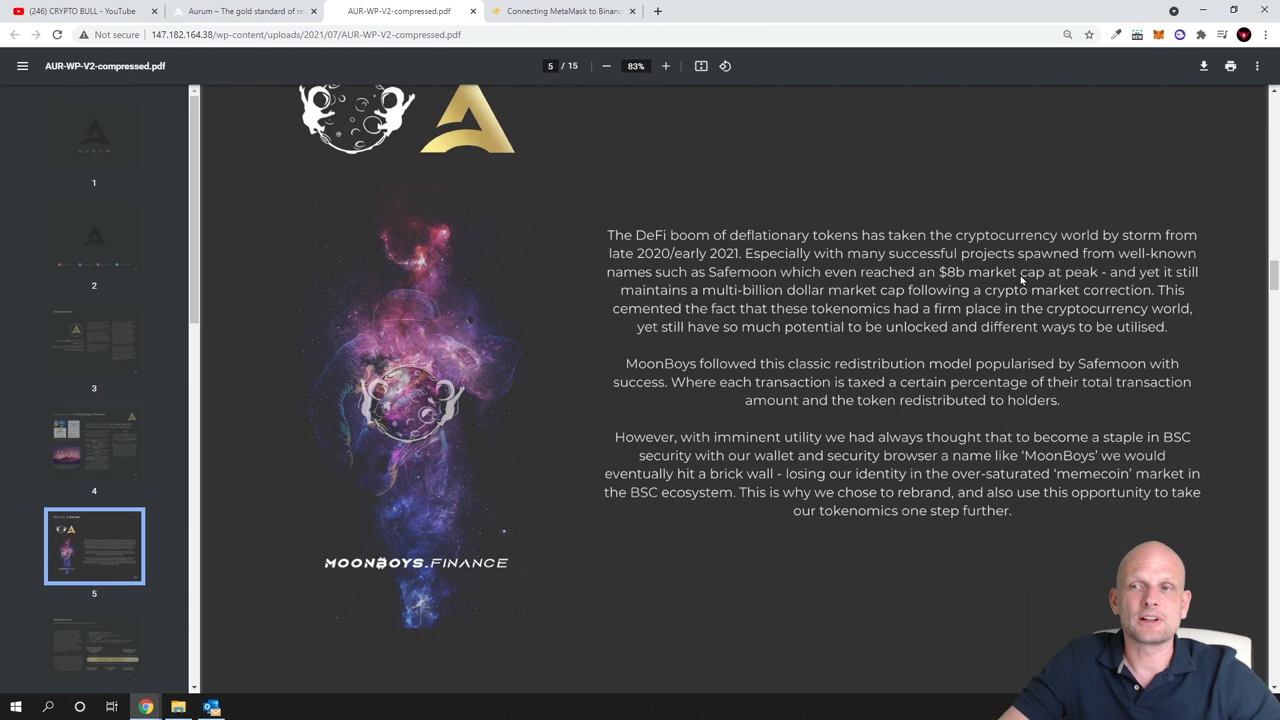 (246) CRYPTO BULL - YouTube
Aurum – The gold standard of re
AUR-WP-V2-compressed.pdf
Connecting MetaMask to Binanc
Not secure
147.182.164.38/wp-content/uploads/2021/07/AUR-WP-V2-compressed.pdf
AUR-WP-V2-compressed.pdf
5 / 15
83%
AURUM
1
2
3
4
5
The DeFi boom of deflationary tokens has taken the cryptocurrency world by storm from
late 2020/early 2021. Especially with many successful projects spawned from well-known
names such as Safemoon which even reached an $8b market cap at peak - and yet it still
maintains a multi-billion dollar market cap following a crypto market correction. This
cemented the fact that these tokenomics had a firm place in the cryptocurrency world,
yet still have so much potential to be unlocked and different ways to be utilised.
MoonBoys followed this classic redistribution model popularised by Safemoon with
success. Where each transaction is taxed a certain percentage of their total transaction
amount and the token redistributed to holders.
However, with imminent utility we had always thought that to become a staple in BSC
security with our wallet and security browser a name like ‘MoonBoys’ we would
eventually hit a brick wall - losing our identity in the over-saturated ‘memecoin’ market in
the BSC ecosystem. This is why we chose to rebrand, and also use this opportunity to take
our tokenomics one step further.
MOONBOYS.FINANCE